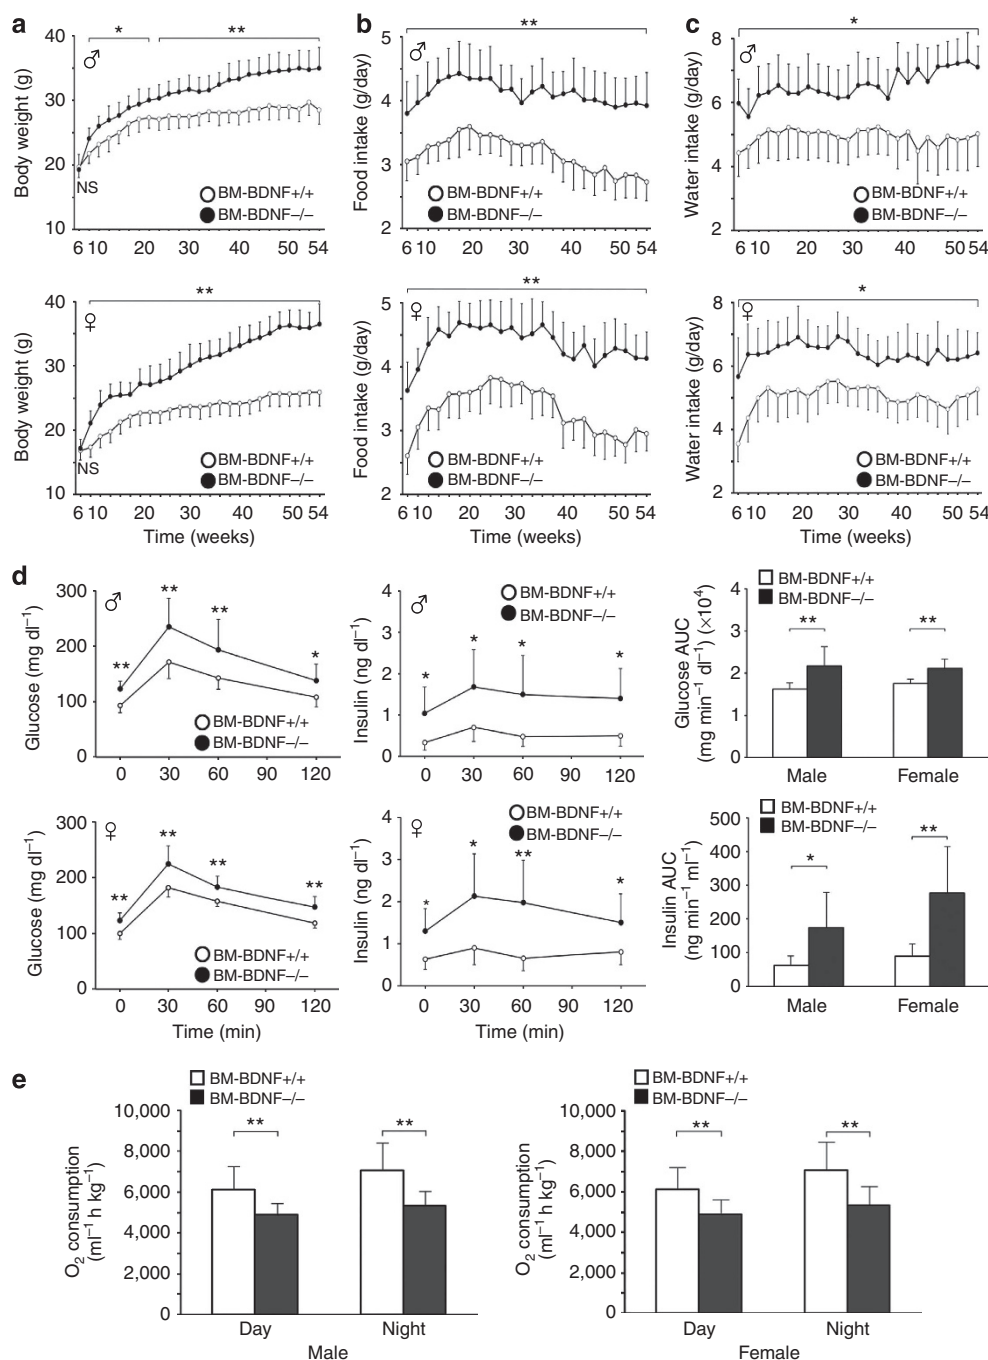 a
b
c
Body weight (g)
40
30
20
10
♂
*
**
NS
BM-BDNF+/+
BM-BDNF−/−
6 10 20 30 40 50 54
Food intake (g/day)
5
4
3
2
♂
**
BM-BDNF+/+
BM-BDNF−/−
6 10 20 30 40 50 54
Water intake (g/day)
8
6
4
2
♂
*
BM-BDNF+/+
BM-BDNF−/−
6 10 20 30 40 50 54
Body weight (g)
40
30
20
10
♀
**
NS
BM-BDNF+/+
BM-BDNF−/−
6 10 20 30 40 50 54
Time (weeks)
Food intake (g/day)
5
4
3
2
♀
**
BM-BDNF+/+
BM-BDNF−/−
6 10 20 30 40 50 54
Time (weeks)
Water intake (g/day)
8
6
4
2
♀
*
BM-BDNF+/+
BM-BDNF−/−
6 10 20 30 40 50 54
Time (weeks)
d
Glucose (mg dl⁻¹)
300
200
100
0
♂
** ** ** *
BM-BDNF+/+
BM-BDNF−/−
0 30 60 90 120
Insulin (ng dl⁻¹)
4
3
2
1
0
♂
BM-BDNF+/+
BM-BDNF−/−
* * * *
0 30 60 90 120
Glucose AUC
(mg min⁻¹ dl⁻¹) (×10⁴)
4
3
2
1
0
BM-BDNF+/+
BM-BDNF−/−
** **
Male Female
Glucose (mg dl⁻¹)
300
200
100
0
♀
** ** ** **
BM-BDNF+/+
BM-BDNF−/−
0 30 60 90 120
Time (min)
Insulin (ng dl⁻¹)
4
3
2
1
0
♀
BM-BDNF+/+
BM-BDNF−/−
* * ** *
0 30 60 90 120
Time (min)
Insulin AUC
(ng min⁻¹ ml⁻¹)
500
400
300
200
100
0
BM-BDNF+/+
BM-BDNF−/−
* **
Male Female
e
O₂ consumption
(ml⁻¹ h kg⁻¹)
10,000
8,000
6,000
4,000
2,000
0
BM-BDNF+/+
BM-BDNF−/−
** **
Day Night
Male
O₂ consumption
(ml⁻¹ h kg⁻¹)
10,000
8,000
6,000
4,000
2,000
0
BM-BDNF+/+
BM-BDNF−/−
** **
Day Night
Female